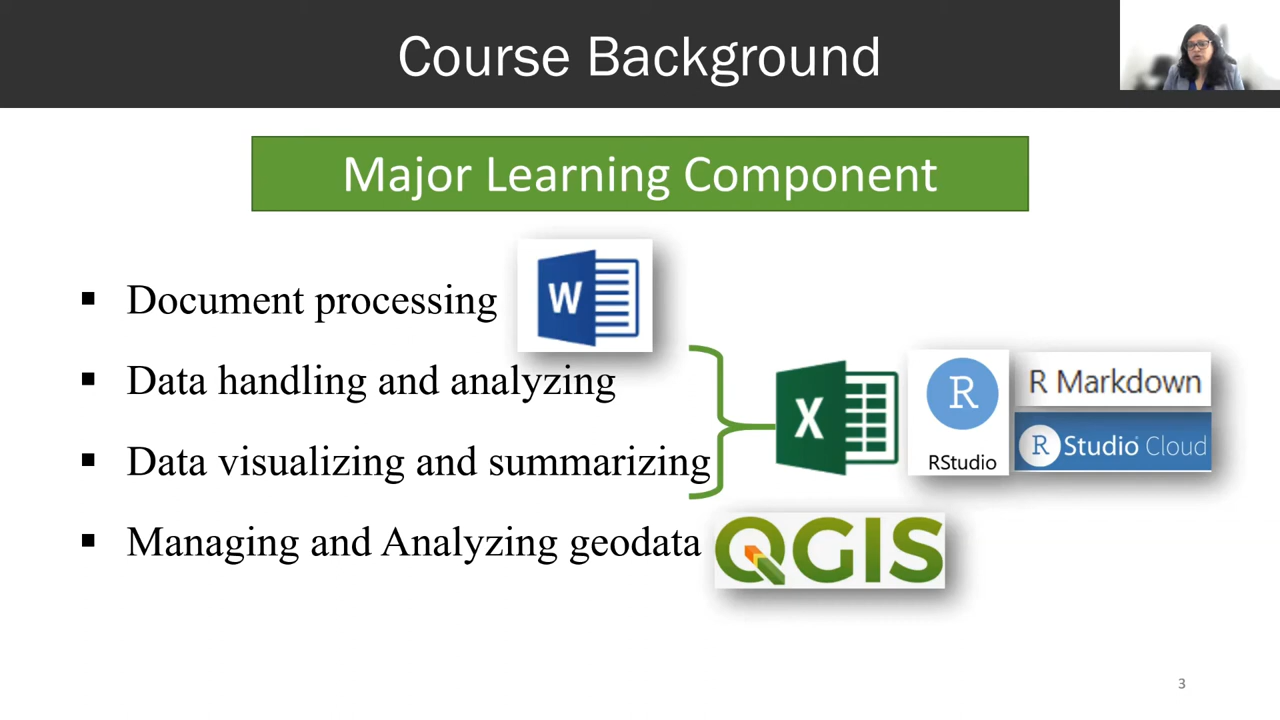 Course Background
Major Learning Component
Document processing
W
Data handling and analyzing
Data visualizing and summarizing
X
R
RStudio
R Markdown
R Studio Cloud
Managing and Analyzing geodata
QGIS
3